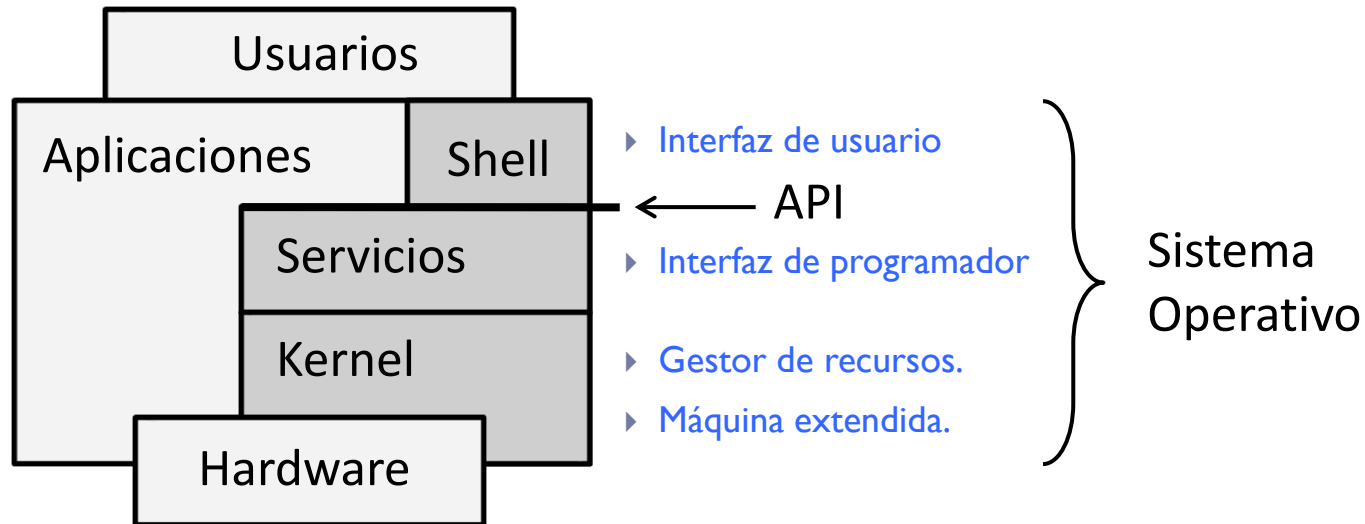 Usuarios
Aplicaciones
Shell
Interfaz de usuario
API
Servicios
Interfaz de programador
Sistema
Operativo
Kernel
Gestor de recursos.
Máquina extendida.
Hardware